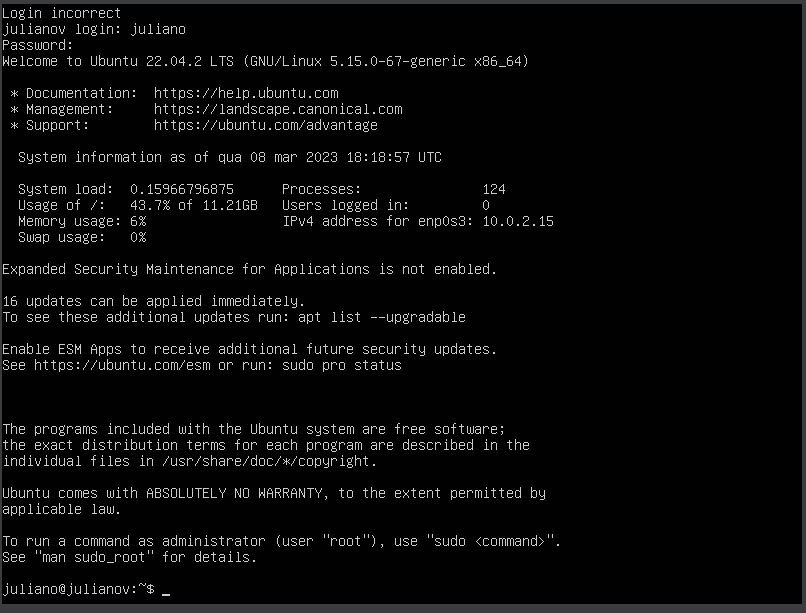 Login incorrect
julianov login: juliano
Password:
Welcome to Ubuntu 22.04.2 LTS (GNU/Linux 5.15.0-67-generic x86_64)
* Documentation:  https://help.ubuntu.com
* Management:     https://landscape.canonical.com
* Support:        https://ubuntu.com/advantage
System information as of qua 08 mar 2023 18:18:57 UTC
System load:  0.15966796875      Processes:               124
Usage of /:   43.7% of 11.21GB   Users logged in:         0
Memory usage: 6%                 IPv4 address for enp0s3: 10.0.2.15
Swap usage:   0%
Expanded Security Maintenance for Applications is not enabled.
16 updates can be applied immediately.
To see these additional updates run: apt list --upgradable
Enable ESM Apps to receive additional future security updates.
See https://ubuntu.com/esm or run: sudo pro status
The programs included with the Ubuntu system are free software;
the exact distribution terms for each program are described in the
individual files in /usr/share/doc/*/copyright.
Ubuntu comes with ABSOLUTELY NO WARRANTY, to the extent permitted by
applicable law.
To run a command as administrator (user "root"), use "sudo <command>".
See "man sudo_root" for details.
juliano@julianov:~$ _